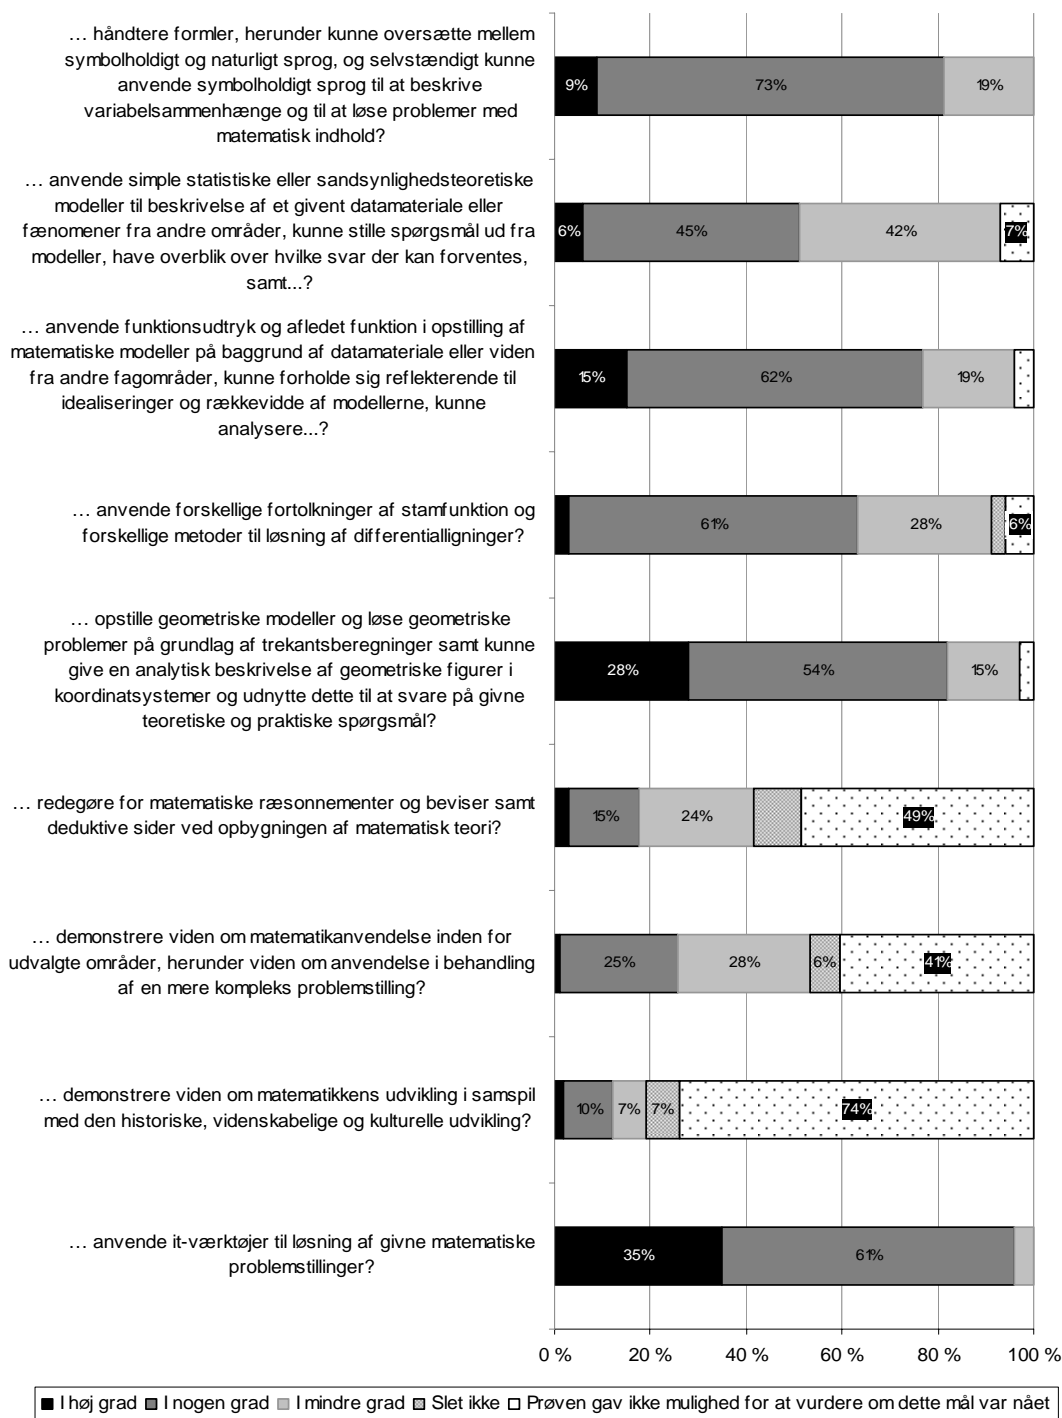 … håndtere formler, herunder kunne oversætte mellem
symbolholdigt og naturligt sprog, og selvstændigt kunne
anvende symbolholdigt sprog til at beskrive
variabelsammenhænge og til at løse problemer med
matematisk indhold?
9% 73% 19%
… anvende simple statistiske eller sandsynlighedsteoretiske
modeller til beskrivelse af et givent datamateriale eller
fænomener fra andre områder, kunne stille spørgsmål ud fra
modeller, have overblik over hvilke svar der kan forventes,
samt...?
6% 45% 42% 7%
… anvende funktionsudtryk og afledet funktion i opstilling af
matematiske modeller på baggrund af datamateriale eller viden
fra andre fagområder, kunne forholde sig reflekterende til
idealiseringer og rækkevidde af modellerne, kunne
analysere...?
15% 62% 19%
… anvende forskellige fortolkninger af stamfunktion og
forskellige metoder til løsning af differentialligninger?
61% 28% 6%
… opstille geometriske modeller og løse geometriske
problemer på grundlag af trekantsberegninger samt kunne
give en analytisk beskrivelse af geometriske figurer i
koordinatsystemer og udnytte dette til at svare på givne
teoretiske og praktiske spørgsmål?
28% 54% 15%
… redegøre for matematiske ræsonnementer og beviser samt
deduktive sider ved opbygningen af matematisk teori?
15% 24% 49%
… demonstrere viden om matematikanvendelse inden for
udvalgte områder, herunder viden om anvendelse i behandling
af en mere kompleks problemstilling?
25% 28% 6% 41%
… demonstrere viden om matematikkens udvikling i samspil
med den historiske, videnskabelige og kulturelle udvikling?
10% 7% 7% 74%
… anvende it-værktøjer til løsning af givne matematiske
problemstillinger?
35% 61%
0 % 20 % 40 % 60 % 80 % 100 %
I høj grad I nogen grad I mindre grad Slet ikke Prøven gav ikke mulighed for at vurdere om dette mål var nået